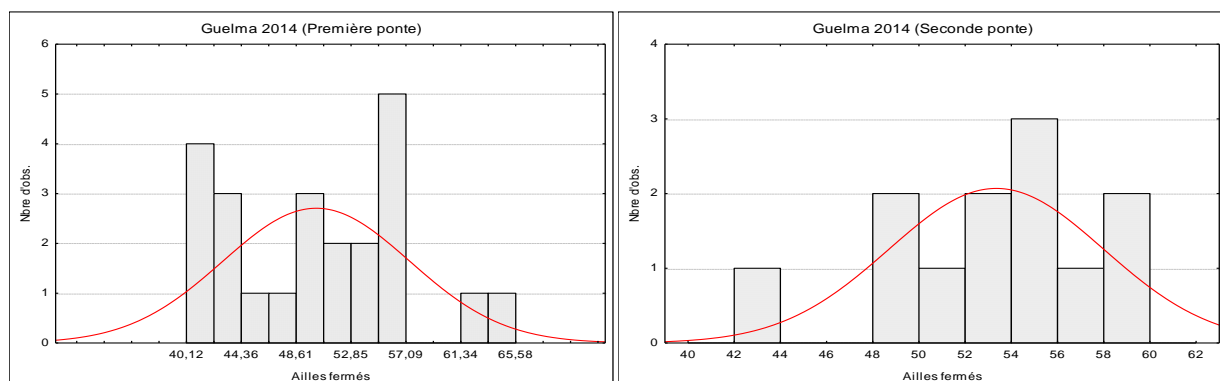 Guelma 2014 (Première ponte)
6
5
4
3
2
1
0
Nbre d'obs.
40,12 44,36 48,61 52,85 57,09 61,34 65,58
Ailles fermés
Guelma 2014 (Seconde ponte)
4
3
2
1
0
Nbre d'obs.
40 42 44 46 48 50 52 54 56 58 60 62
Ailles fermés